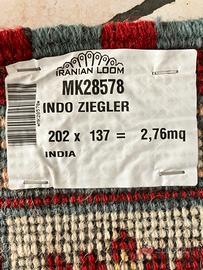 IRANIAN LOOM
MK28578
INDO ZIEGLER
202 x 137 = 2,76mq
INDIA